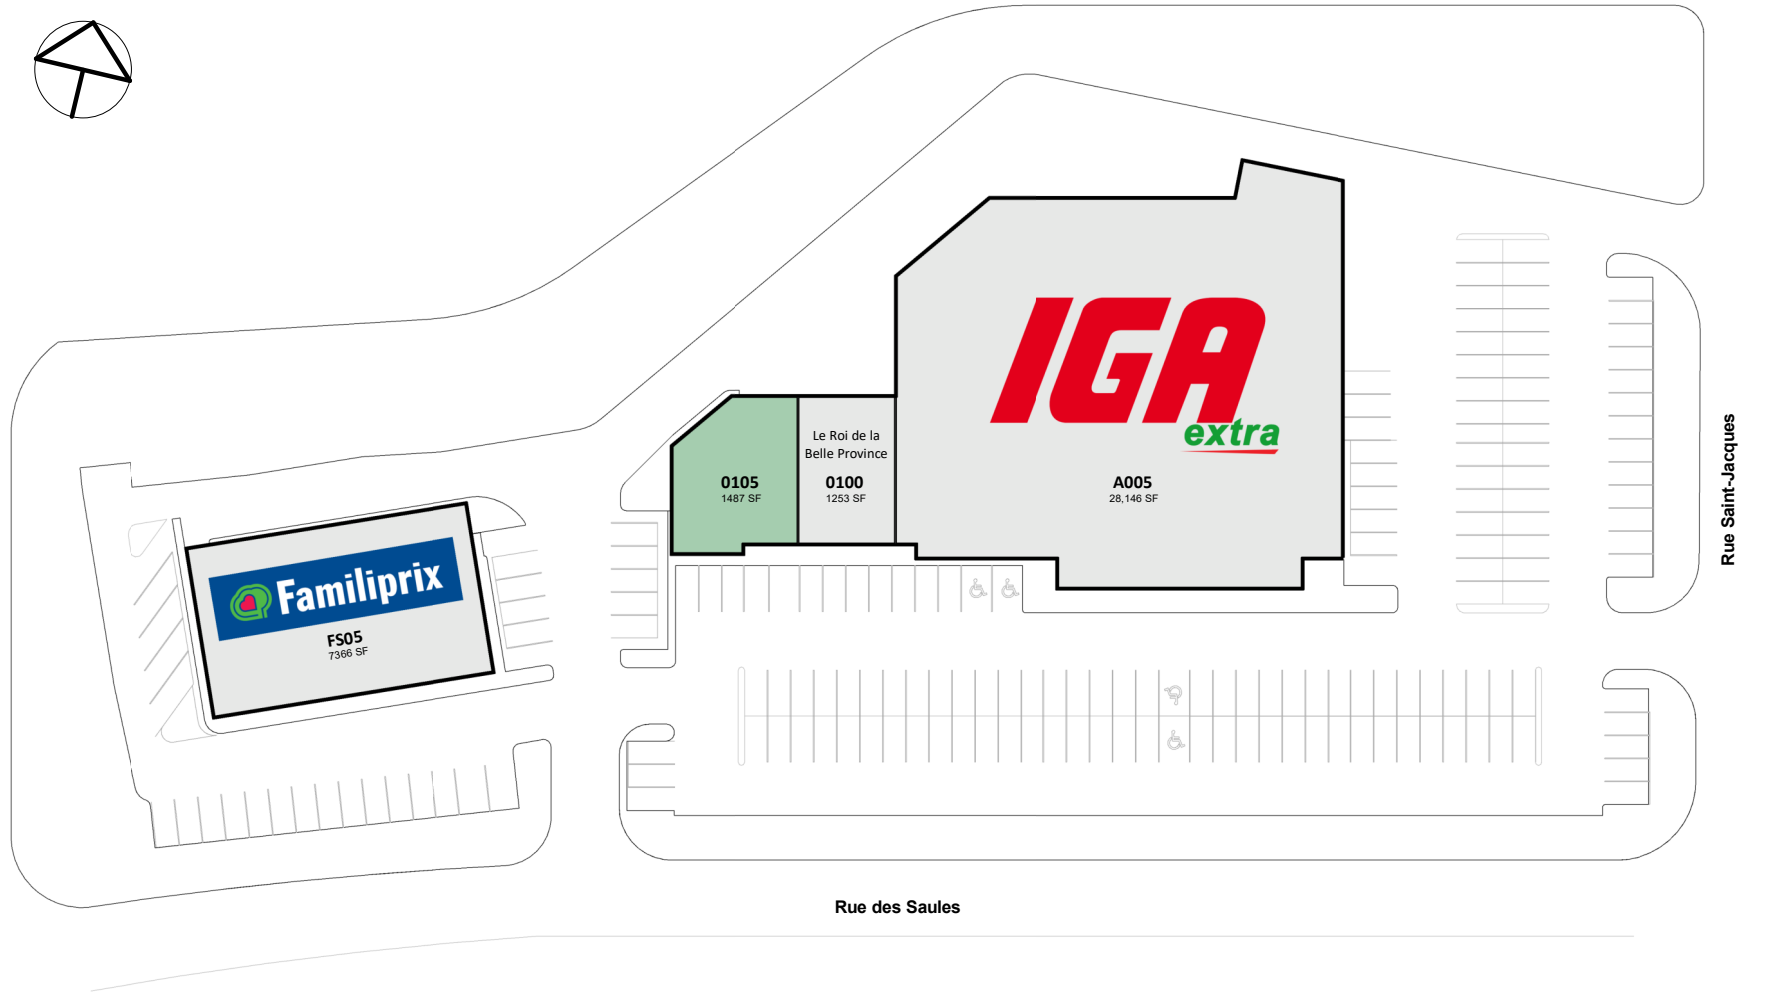 IGA
extra
Le Roi de la
Belle Province
0105
1487 SF
0100
1253 SF
A005
28,146 SF
Familiprix
FS05
7366 SF
Rue Saint-Jacques
Rue des Saules